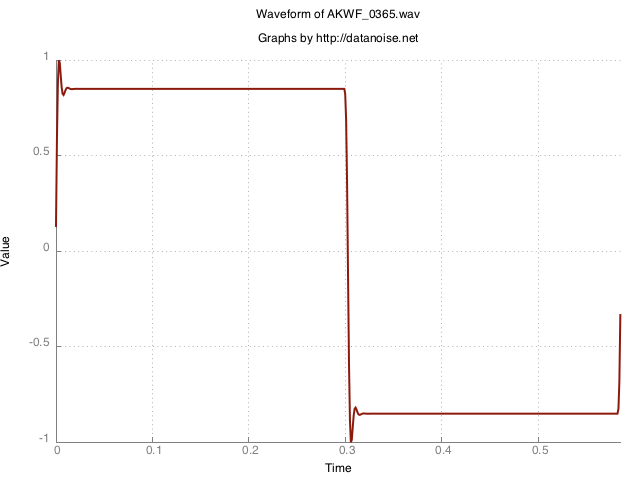 Waveform of AKWF_0365.wav
Graphs by http://datanoise.net
1
0.5
0
-0.5
-1
Value
0 0.1 0.2 0.3 0.4 0.5
Time